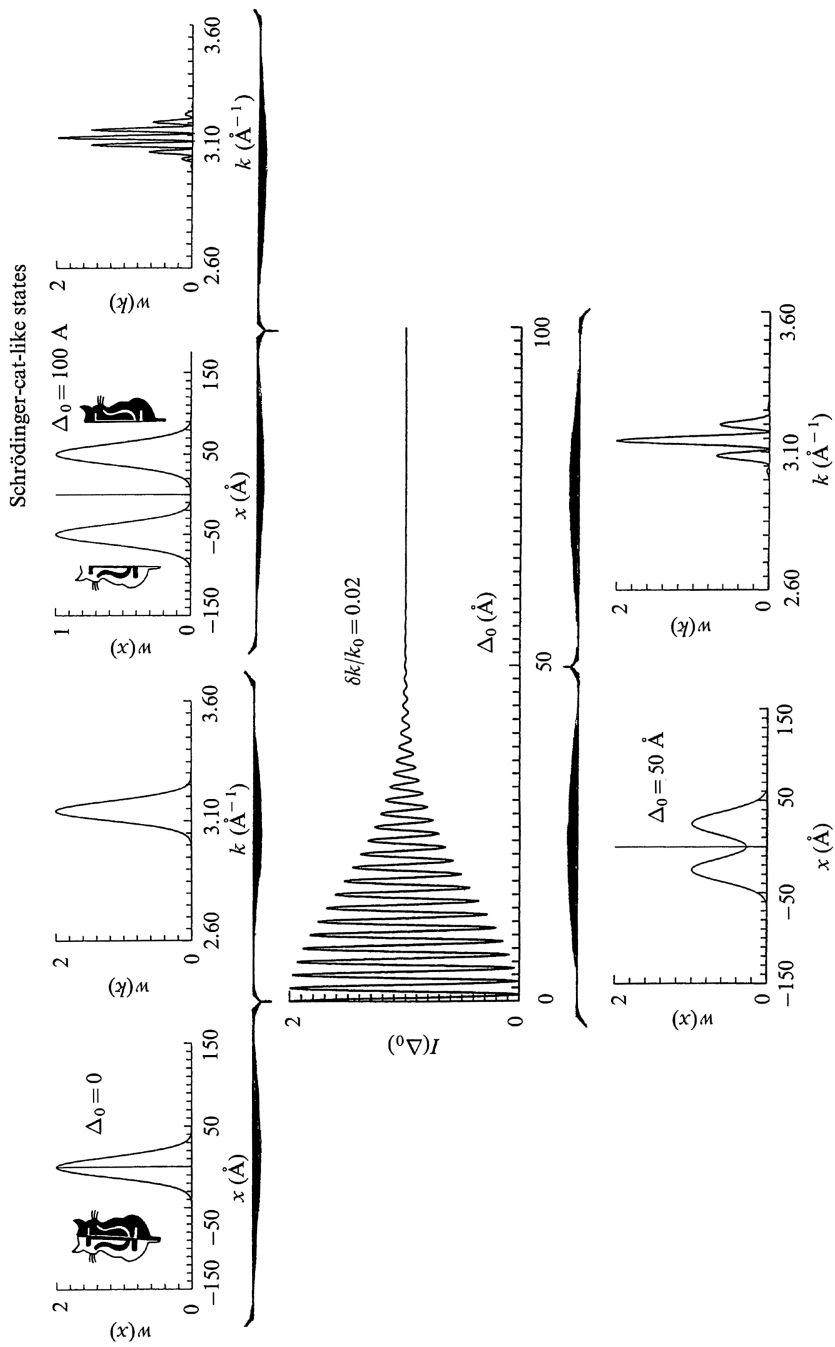 Schrödinger-cat-like states
2
0
w(x)
−150
−50
50
150
x (Å)
Δ₀ = 0
2
0
w(k)
2.60
3.10
3.60
k (Å⁻¹)
1
0
w(x)
−150
−50
50
150
x (Å)
Δ₀ = 100 A
2
0
w(k)
2.60
3.10
3.60
k (Å⁻¹)
2
0
I(Δ₀)
δk/k₀ = 0.02
0
50
100
Δ₀ (Å)
2
0
w(x)
−150
−50
50
150
x (Å)
Δ₀ = 50 Å
2
0
w(k)
2.60
3.10
3.60
k (Å⁻¹)